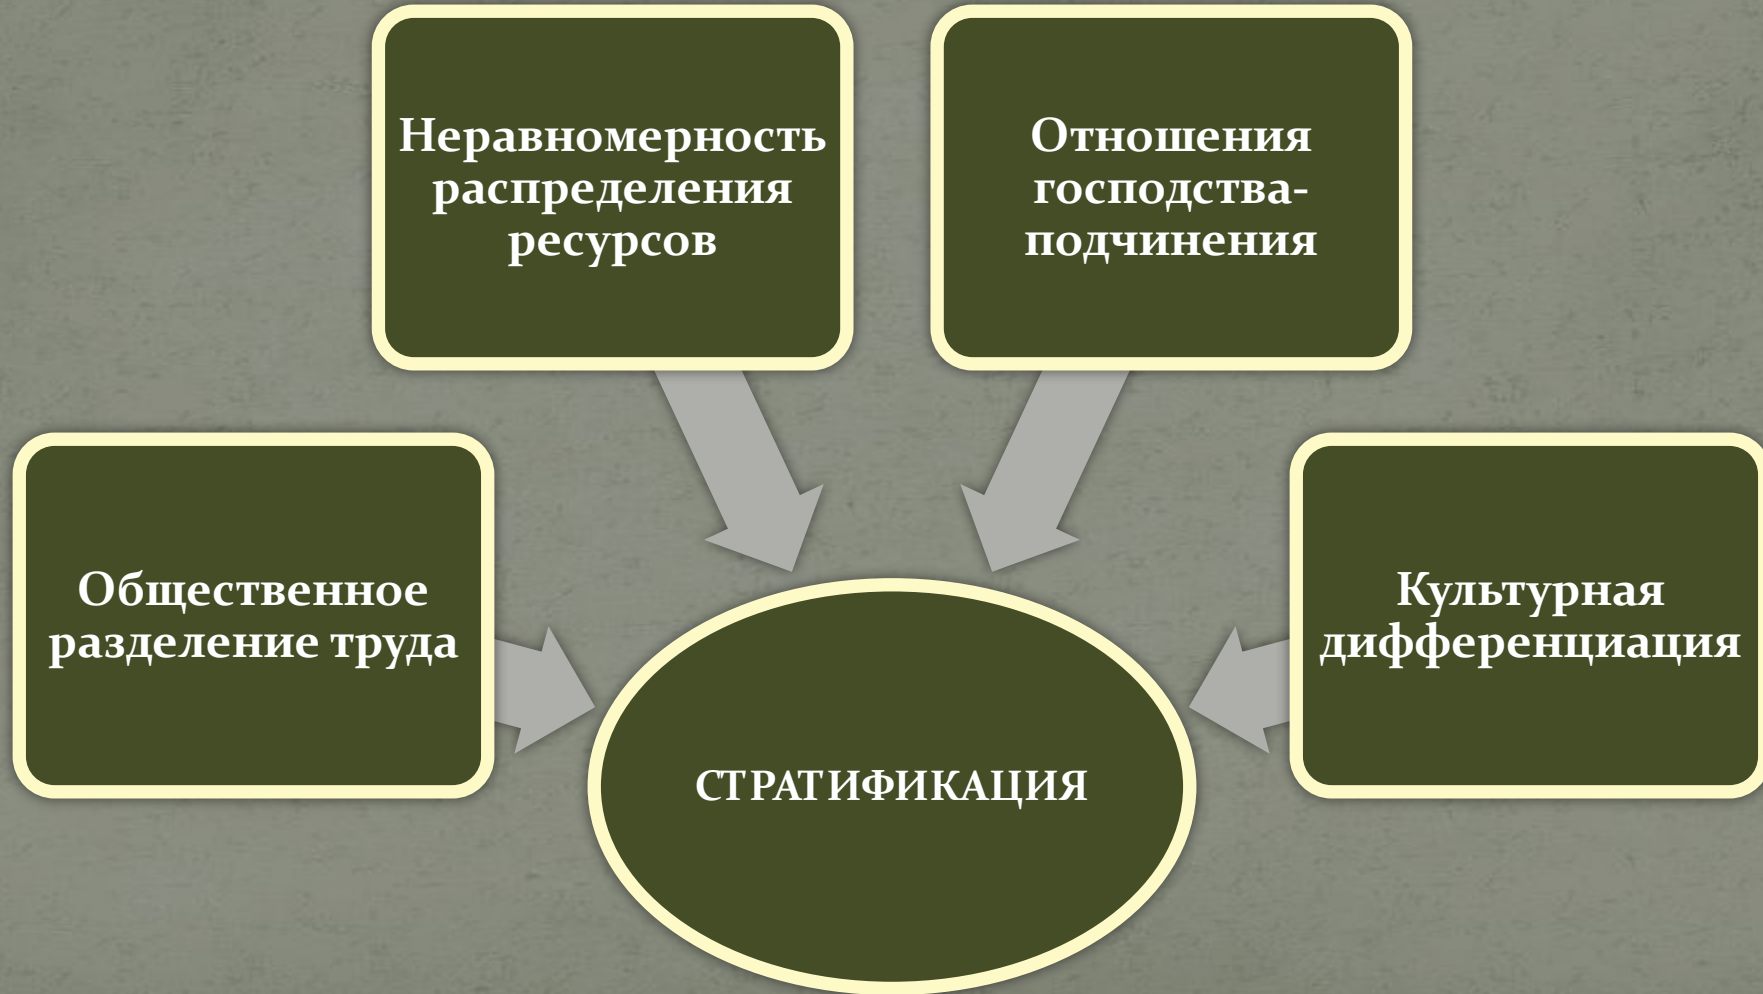 Неравномерность
распределения
ресурсов
Отношения
господства-
подчинения
Общественное
разделение труда
Культурная
дифференциация
СТРАТИФИКАЦИЯ